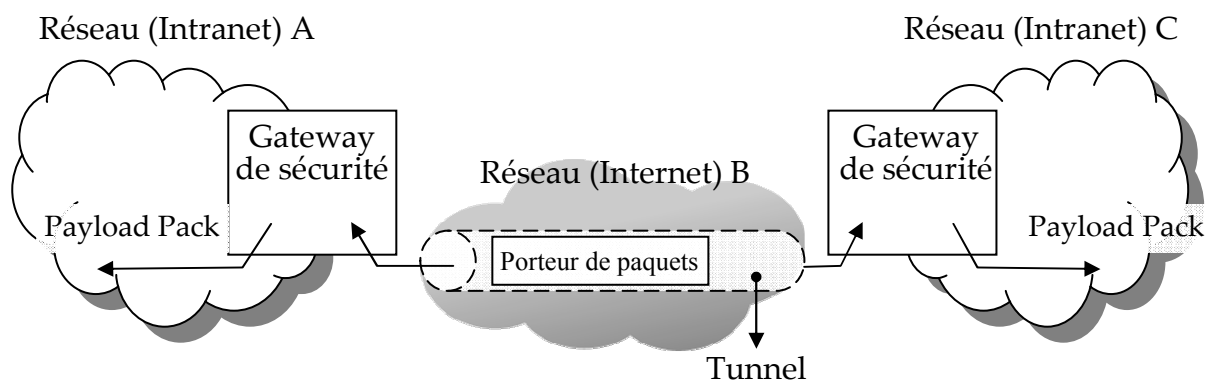 Réseau (Intranet) A
Réseau (Intranet) C
Gateway
de sécurité
Gateway
de sécurité
Réseau (Internet) B
Payload Pack
Payload Pack
Porteur de paquets
Tunnel